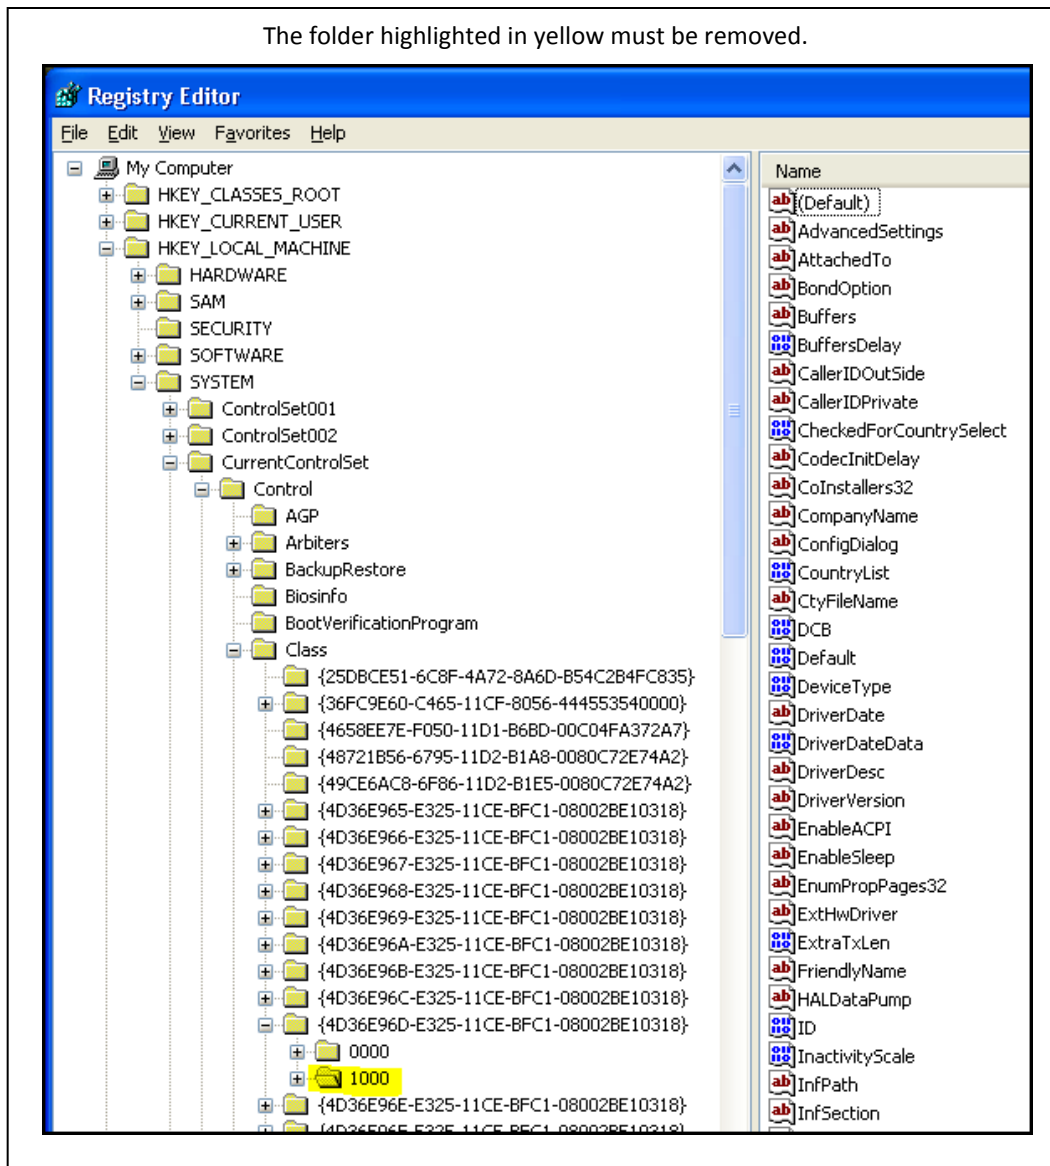 The folder highlighted in yellow must be removed.
Registry Editor
File Edit View Favorites Help
My Computer
HKEY_CLASSES_ROOT
HKEY_CURRENT_USER
HKEY_LOCAL_MACHINE
HARDWARE
SAM
SECURITY
SOFTWARE
SYSTEM
ControlSet001
ControlSet002
CurrentControlSet
Control
AGP
Arbiters
BackupRestore
Biosinfo
BootVerificationProgram
Class
{25DBCE51-6C8F-4A72-8A6D-B54C2B4FC835}
{36FC9E60-C465-11CF-8056-444553540000}
{4658EE7E-F050-11D1-B6BD-00C04FA372A7}
{48721B56-6795-11D2-B1A8-0080C72E74A2}
{49CE6AC8-6F86-11D2-B1E5-0080C72E74A2}
{4D36E965-E325-11CE-BFC1-08002BE10318}
{4D36E966-E325-11CE-BFC1-08002BE10318}
{4D36E967-E325-11CE-BFC1-08002BE10318}
{4D36E968-E325-11CE-BFC1-08002BE10318}
{4D36E969-E325-11CE-BFC1-08002BE10318}
{4D36E96A-E325-11CE-BFC1-08002BE10318}
{4D36E96B-E325-11CE-BFC1-08002BE10318}
{4D36E96C-E325-11CE-BFC1-08002BE10318}
{4D36E96D-E325-11CE-BFC1-08002BE10318}
0000
1000
{4D36E96E-E325-11CE-BFC1-08002BE10318}
{4D36E96F-E325-11CE-BFC1-08002BE10318}
Name
(Default)
AdvancedSettings
AttachedTo
BondOption
Buffers
BuffersDelay
CallerIDOutSide
CallerIDPrivate
CheckedForCountrySelect
CodecInitDelay
CoInstallers32
CompanyName
ConfigDialog
CountryList
CtyFileName
DCB
Default
DeviceType
DriverDate
DriverDateData
DriverDesc
DriverVersion
EnableACPI
EnableSleep
EnumPropPages32
ExtHwDriver
ExtraTxLen
FriendlyName
HALDataPump
ID
InactivityScale
InfPath
InfSection